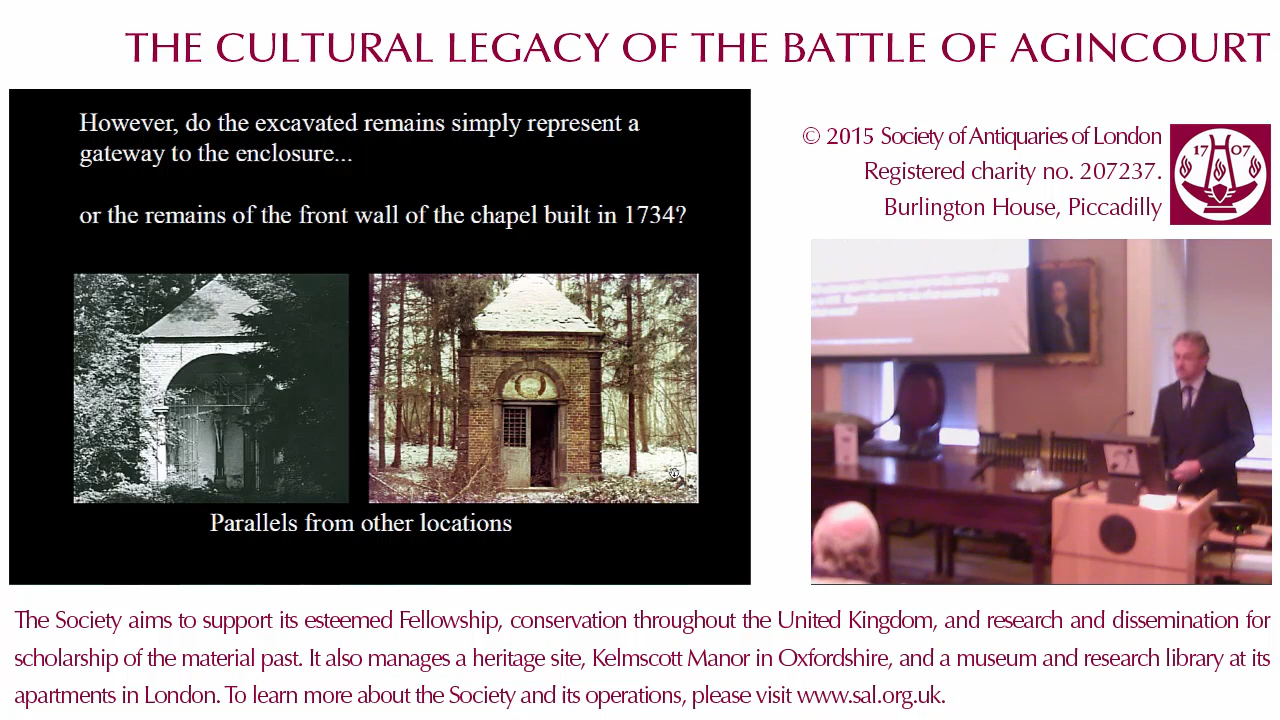 THE CULTURAL LEGACY OF THE BATTLE OF AGINCOURT
However, do the excavated remains simply represent a
gateway to the enclosure...
or the remains of the front wall of the chapel built in 1734?
Parallels from other locations
© 2015 Society of Antiquaries of London
Registered charity no. 207237.
Burlington House, Piccadilly
17 07
The Society aims to support its esteemed Fellowship, conservation throughout the United Kingdom, and research and dissemination for
scholarship of the material past. It also manages a heritage site, Kelmscott Manor in Oxfordshire, and a museum and research library at its
apartments in London. To learn more about the Society and its operations, please visit www.sal.org.uk.